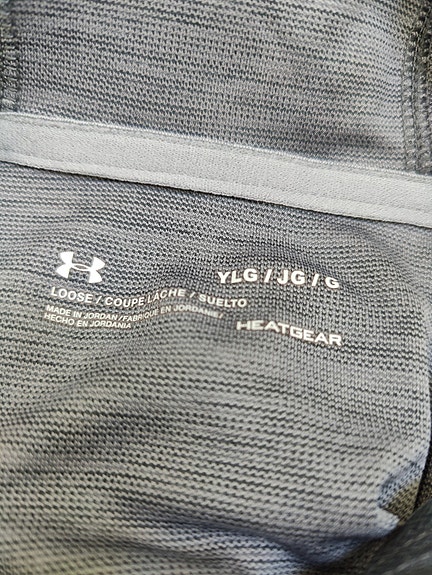 YLG / JG / G
LOOSE / COUPE LÂCHE / SUELTO
MADE IN JORDAN / FABRIQUÉ EN JORDANIE /
HECHO EN JORDANIA
HEATGEAR